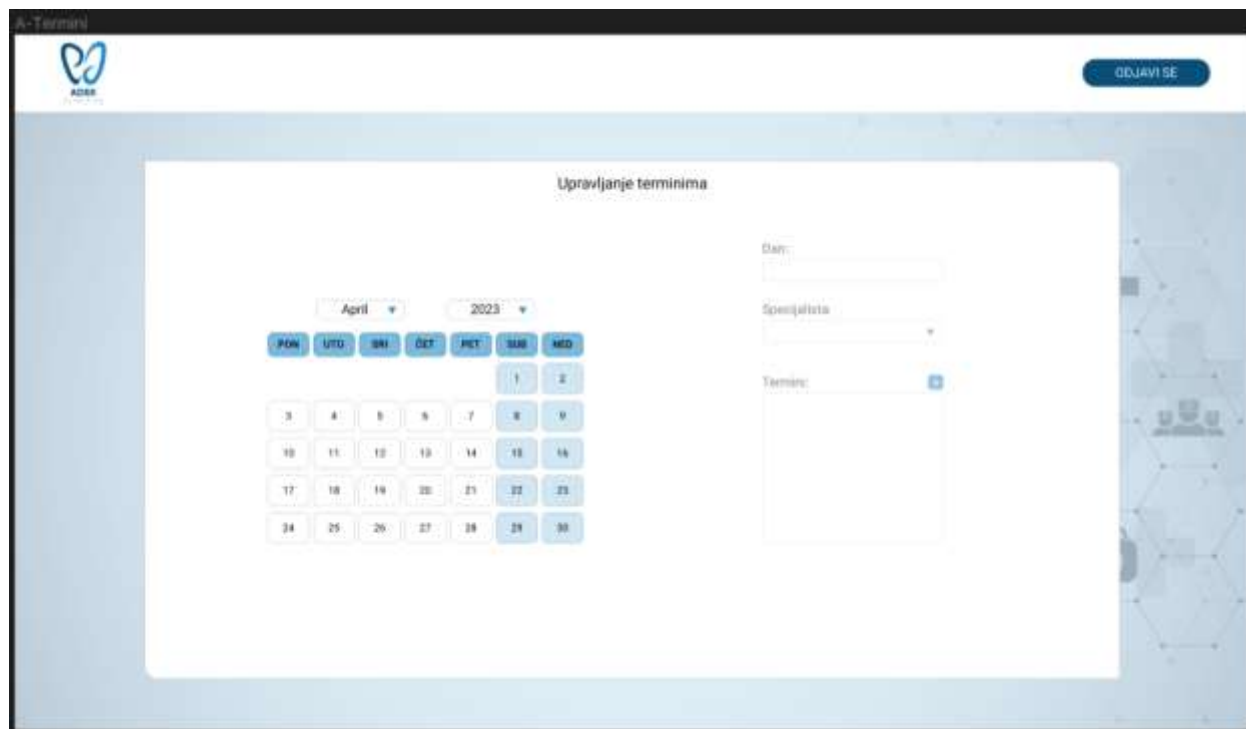 A-Termini
ADBR
ODJAVI SE
Upravljanje terminima
April 2023
PON UTO SRI ČET PET SUB NED
1 2
3 4 5 6 7 8 9
10 11 12 13 14 15 16
17 18 19 20 21 22 23
24 25 26 27 28 29 30
Dan:
Specijalista
Termini: